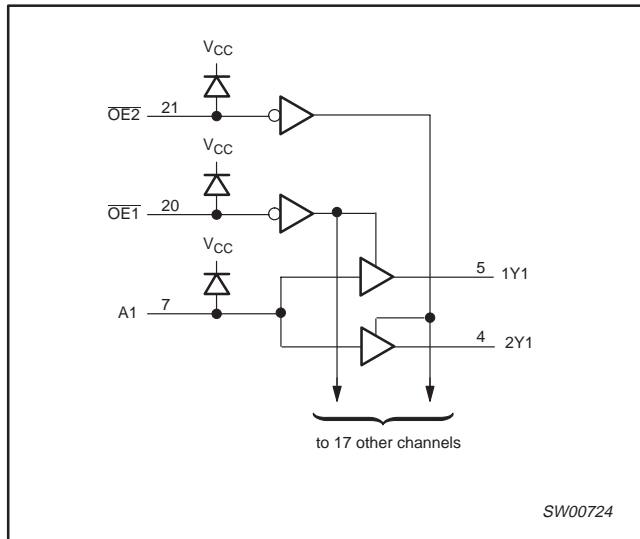 VCC
OE2 21
VCC
OE1 20
VCC
5 1Y1
A1 7
4 2Y1
to 17 other channels
SW00724